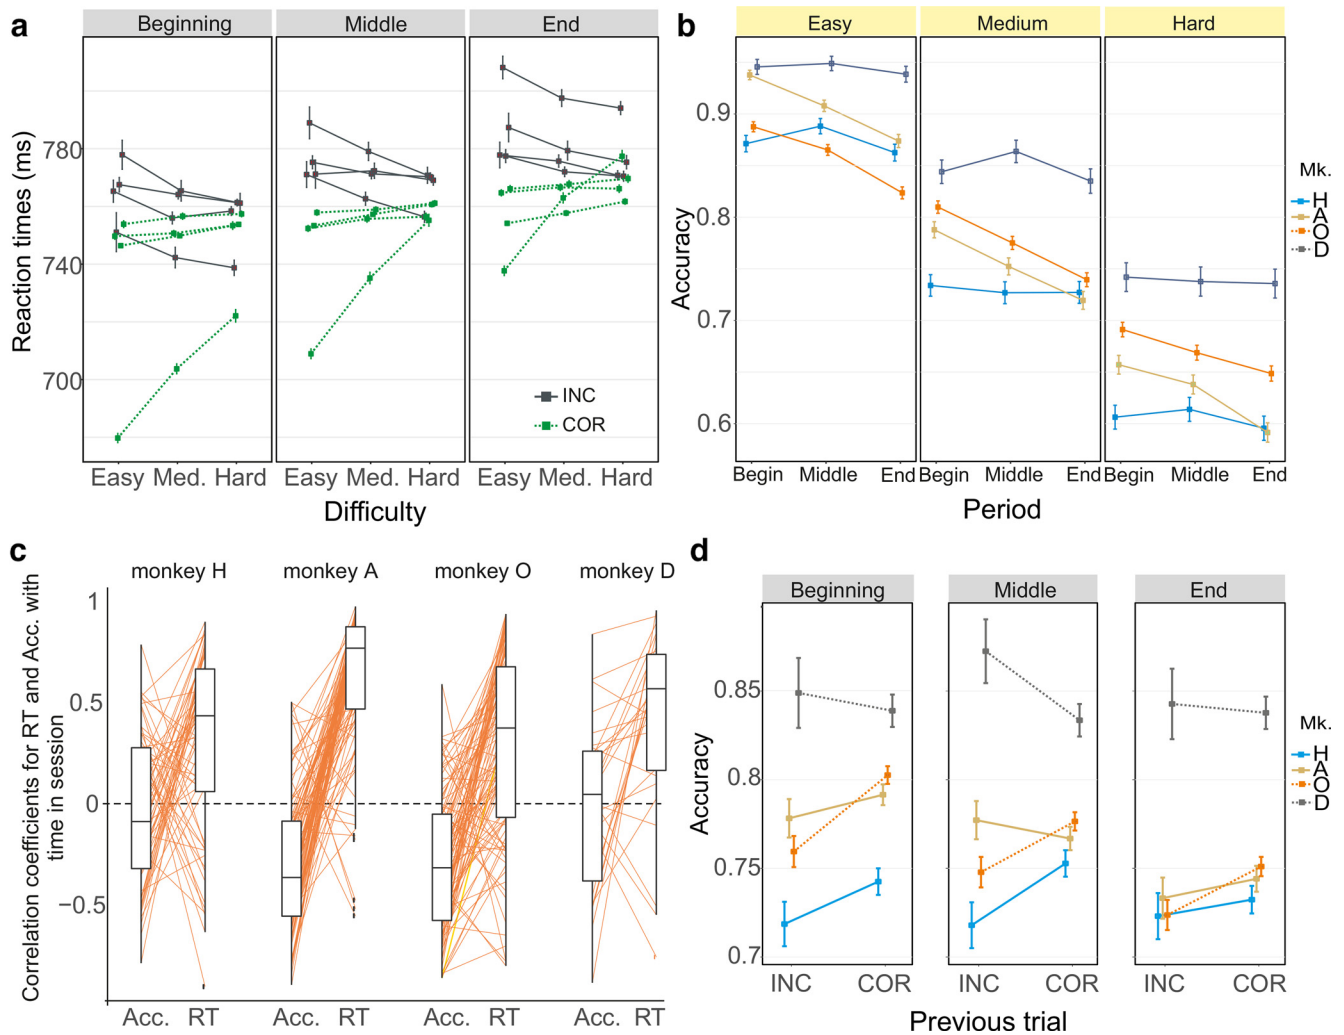 a
Beginning
Middle
End
Reaction times (ms)
780
740
700
INC
COR
Easy Med. Hard
Easy Med. Hard
Easy Med. Hard
Difficulty
b
Easy
Medium
Hard
Accuracy
0.9
0.8
0.7
0.6
Begin Middle End
Begin Middle End
Begin Middle End
Period
Mk.
H
A
O
D
c
monkey H
monkey A
monkey O
monkey D
Correlation coefficients for RT and Acc. with
time in session
1
0.5
0
−0.5
Acc. RT
Acc. RT
Acc. RT
Acc. RT
d
Beginning
Middle
End
Accuracy
0.85
0.8
0.75
0.7
INC COR
INC COR
INC COR
Previous trial
Mk.
H
A
O
D